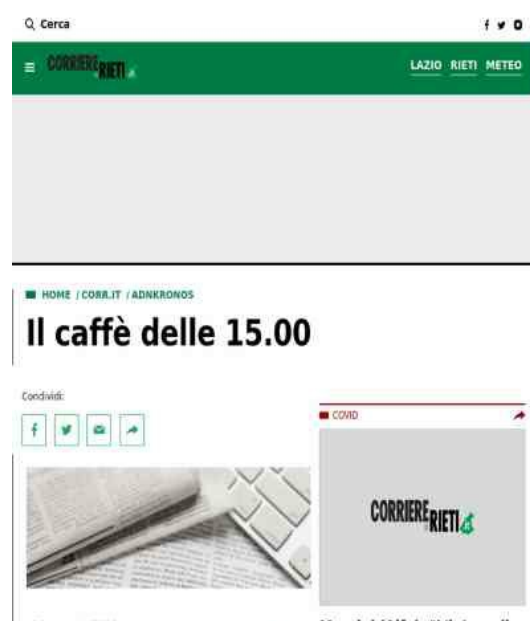 Cerca
CORRIERE RIETI
LAZIO RIETI METEO
HOME / CORR.IT / ADNKRONOS
Il caffè delle 15.00
Condividi:
COVID
CORRIERE RIETI